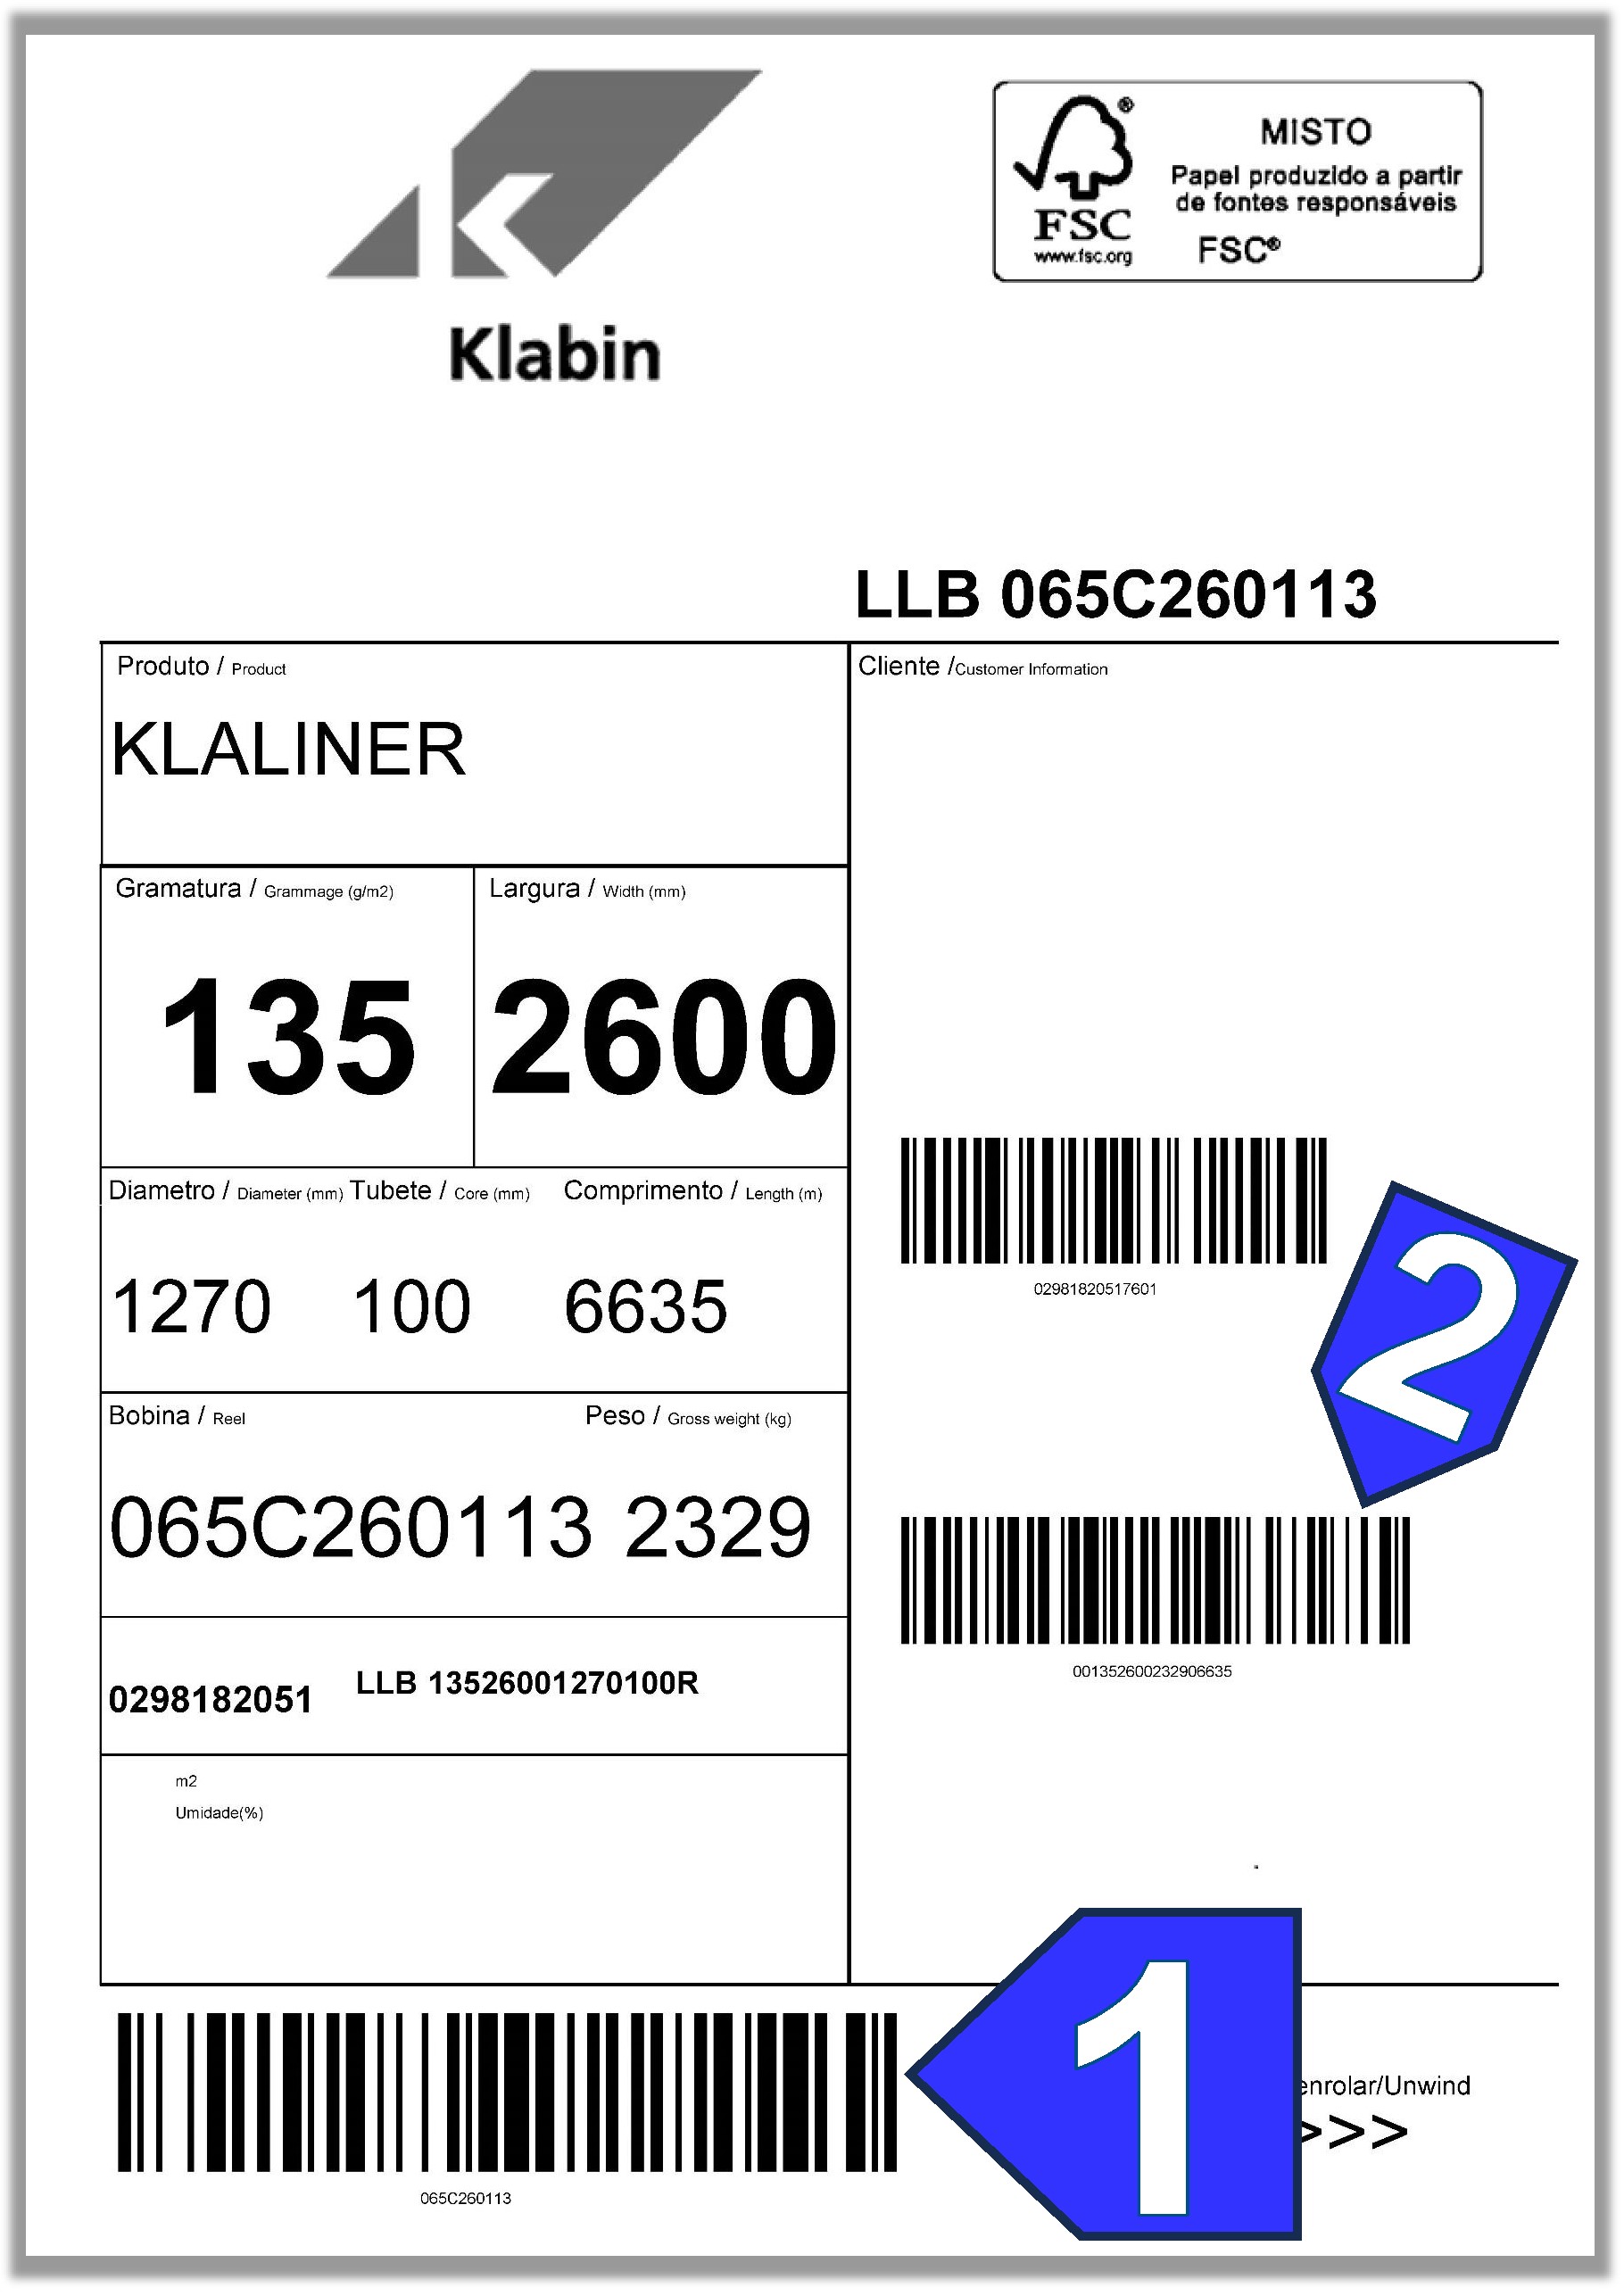 MISTO
Papel produzido a partir
de fontes responsáveis
FSC®
®
FSC
www.fsc.org
Klabin
LLB 065C260113
Produto / Product
KLALINER
Cliente /Customer Information
Gramatura / Grammage (g/m2)
135
Largura / Width (mm)
2600
Diametro / Diameter (mm) Tubete / Core (mm) Comprimento / Length (m)
1270 100 6635
02981820517601
2
Bobina / Reel Peso / Gross weight (kg)
065C260113 2329
001352600232906635
0298182051 LLB 13526001270100R
m2
Umidade(%)
1
enrolar/Unwind
>>>
065C260113